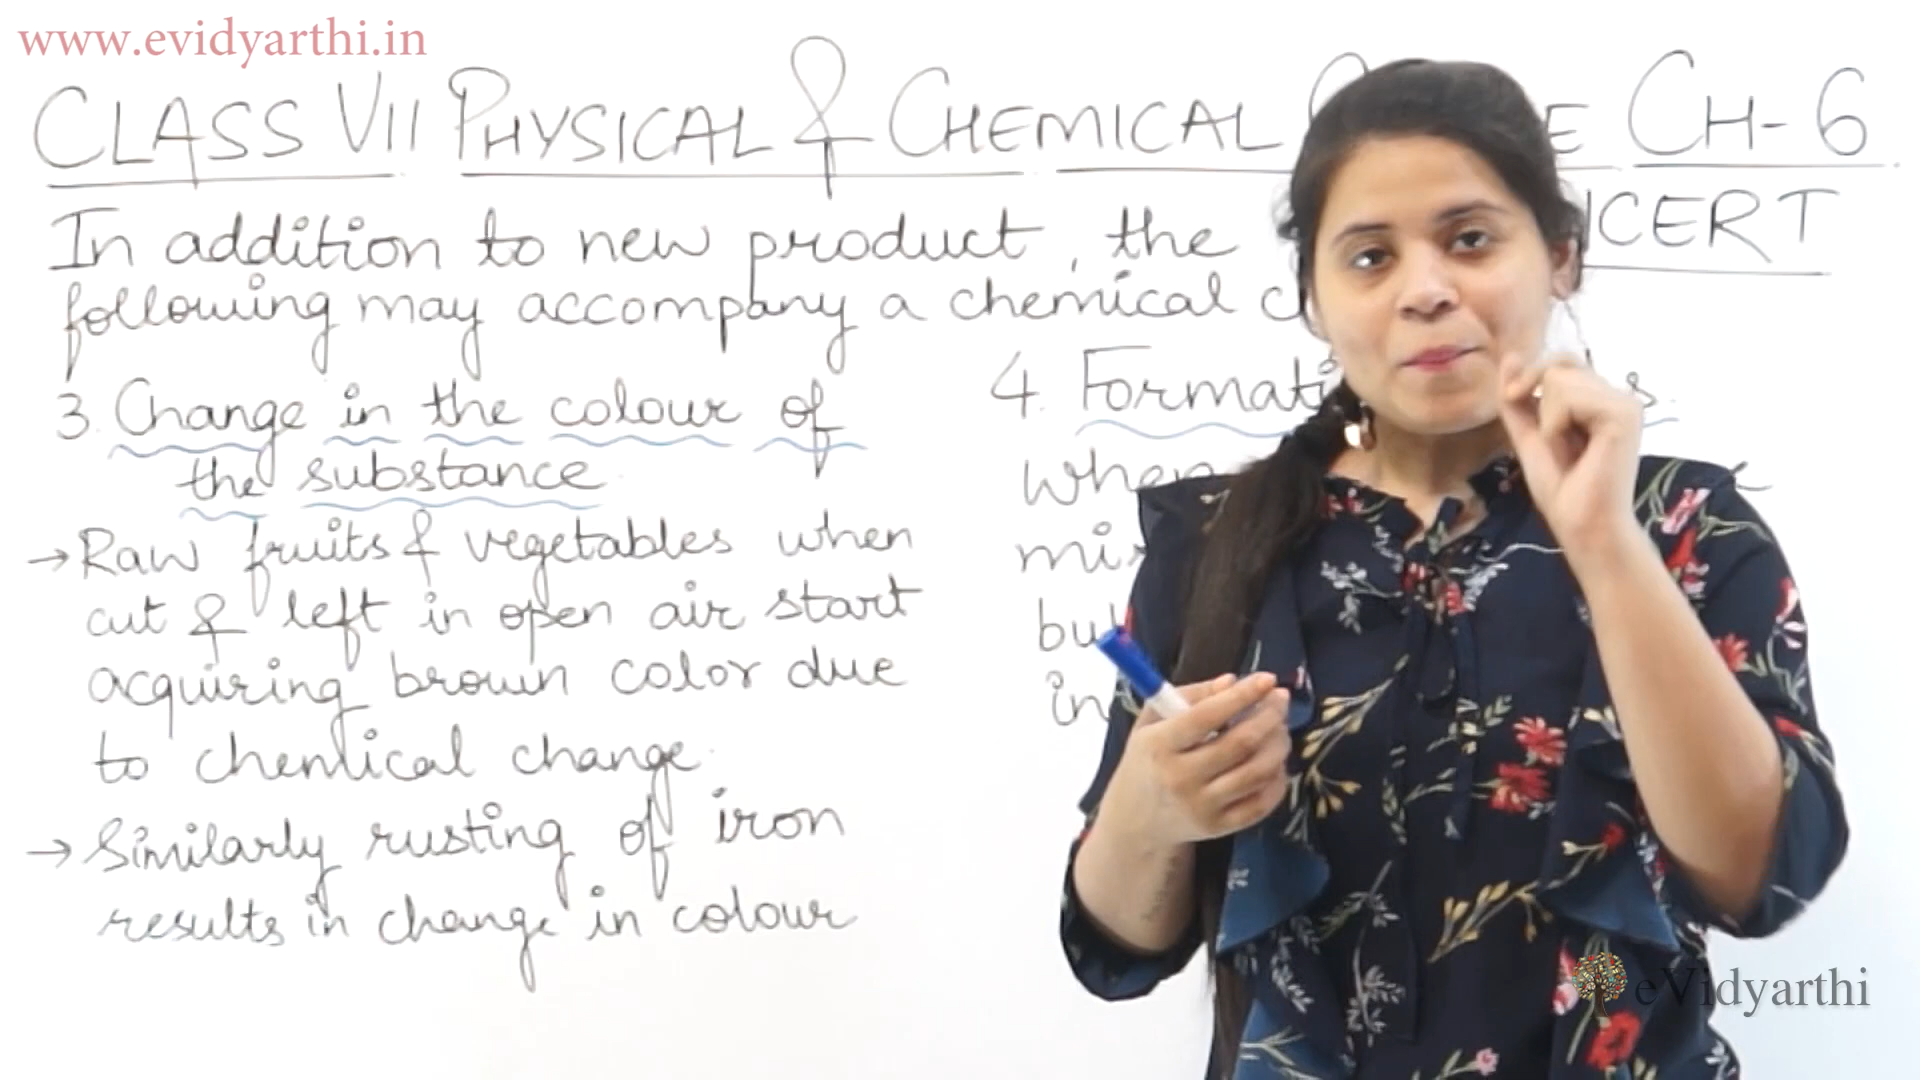 www.evidyarthi.in
CLASS VII PHYSICAL & CHEMICAL CH-6
NCERT
In addition to new product, the
following may accompany a chemical
3. Change in the colour of
the substance
→ Raw fruits & vegetables when
cut & left in open air start
acquiring brown color due
to chemical change.
→ Similarly rusting of iron
results in change in colour
4.
in
eVidyarthi